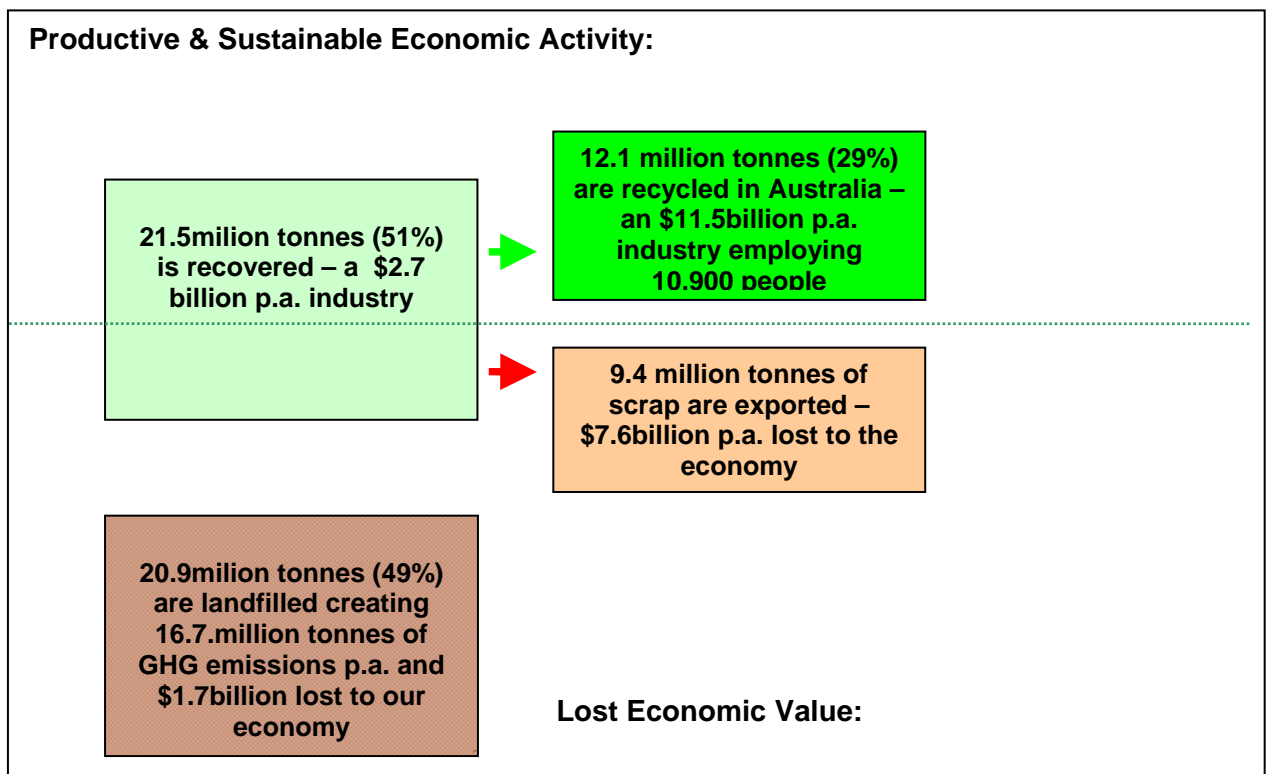 Productive & Sustainable Economic Activity:
21.5milion tonnes (51%)
is recovered – a $2.7
billion p.a. industry
12.1 million tonnes (29%)
are recycled in Australia –
an $11.5billion p.a.
industry employing
10.900 people
9.4 million tonnes of
scrap are exported –
$7.6billion p.a. lost to the
economy
20.9milion tonnes (49%)
are landfilled creating
16.7.million tonnes of
GHG emissions p.a. and
$1.7billion lost to our
economy
Lost Economic Value: